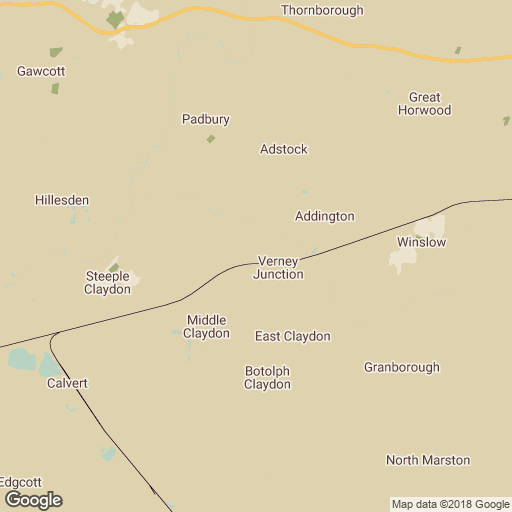 Thornborough
Gawcott
Great
Horwood
Padbury
Adstock
Hillesden
Addington
Winslow
Verney
Junction
Steeple
Claydon
Middle
Claydon
East Claydon
Botolph
Claydon
Granborough
Calvert
North Marston
Edgcott
Google
Map data ©2018 Google